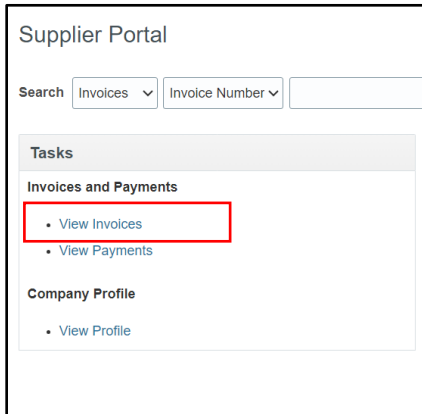 Supplier Portal
Search Invoices Invoice Number
Tasks
Invoices and Payments
• View Invoices
• View Payments
Company Profile
• View Profile